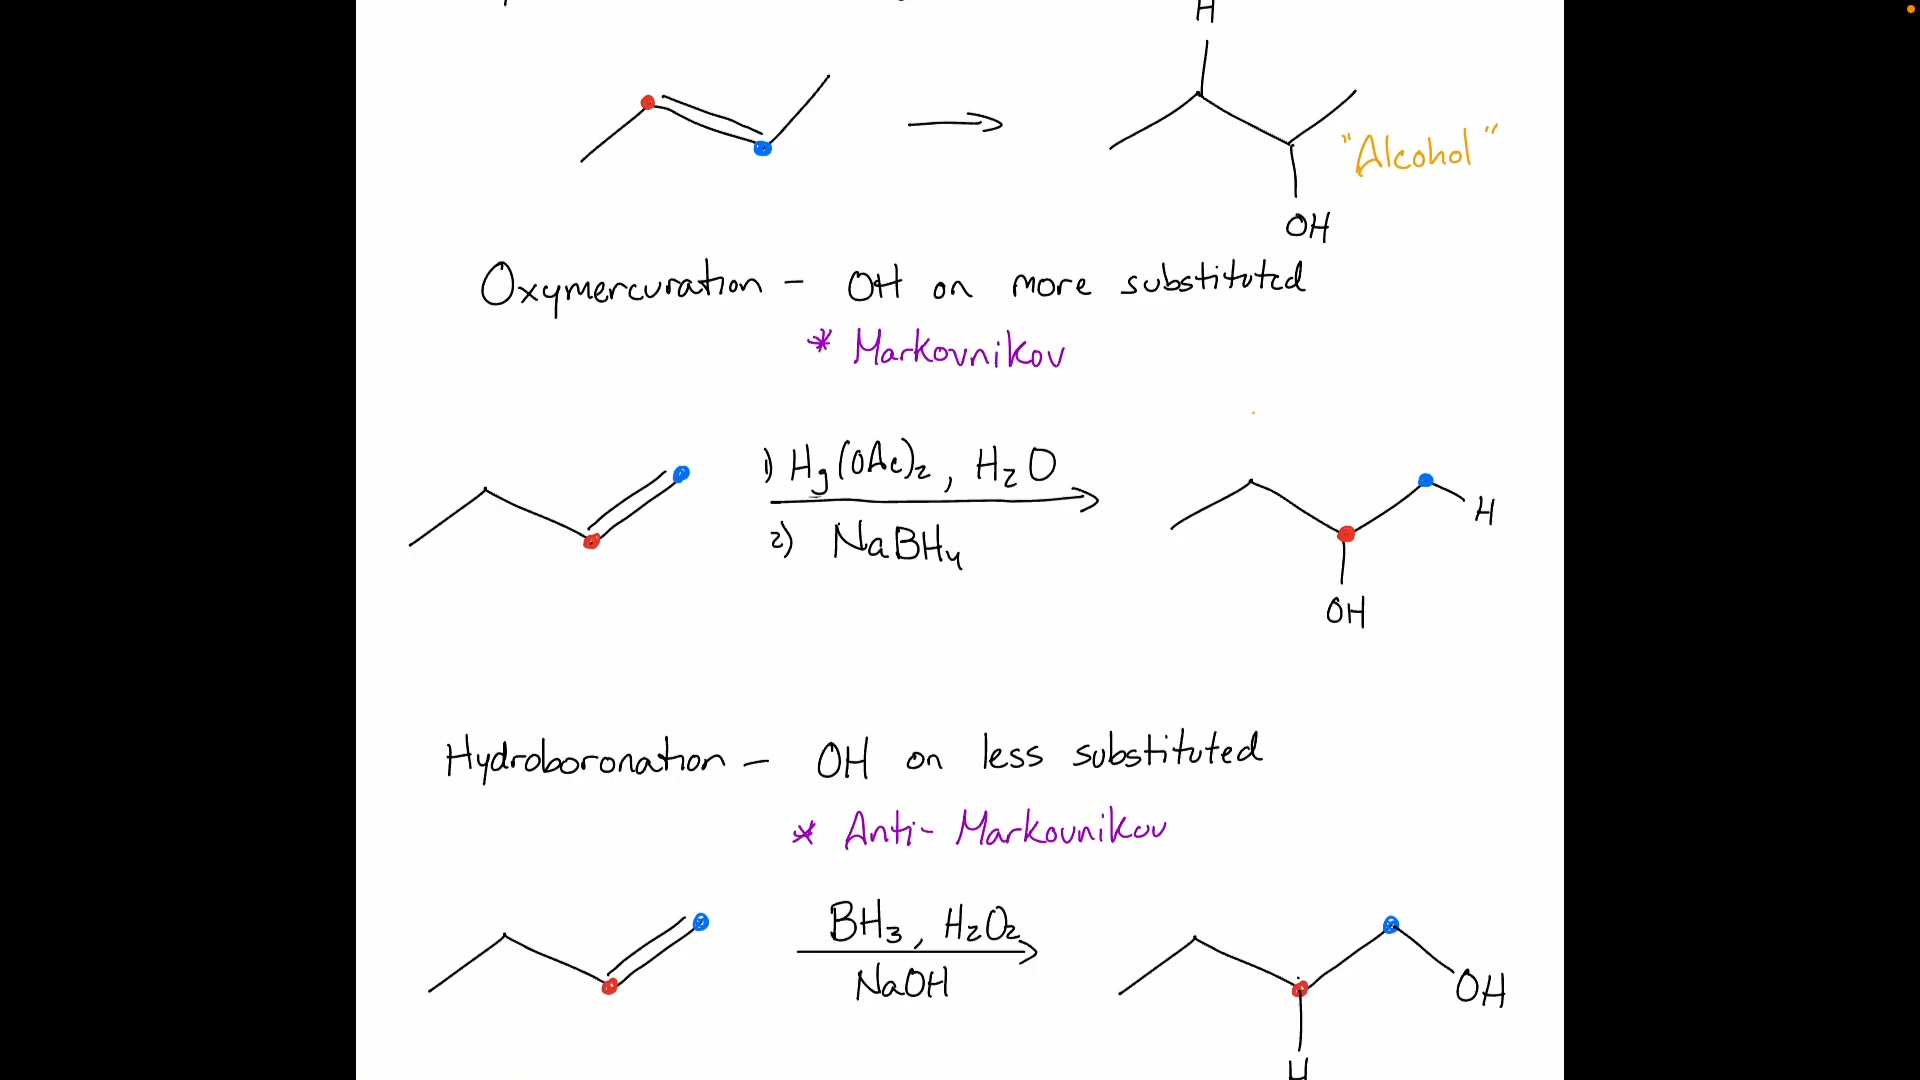 H
"Alcohol"
OH
Oxymercuration - OH on more substituted
* Markovnikov
1) Hg(OAc)₂, H₂O
2) NaBH₄
H
OH
Hydroboronation - OH on less substituted
* Anti-Markovnikov
BH₃, H₂O₂
NaOH
OH
H